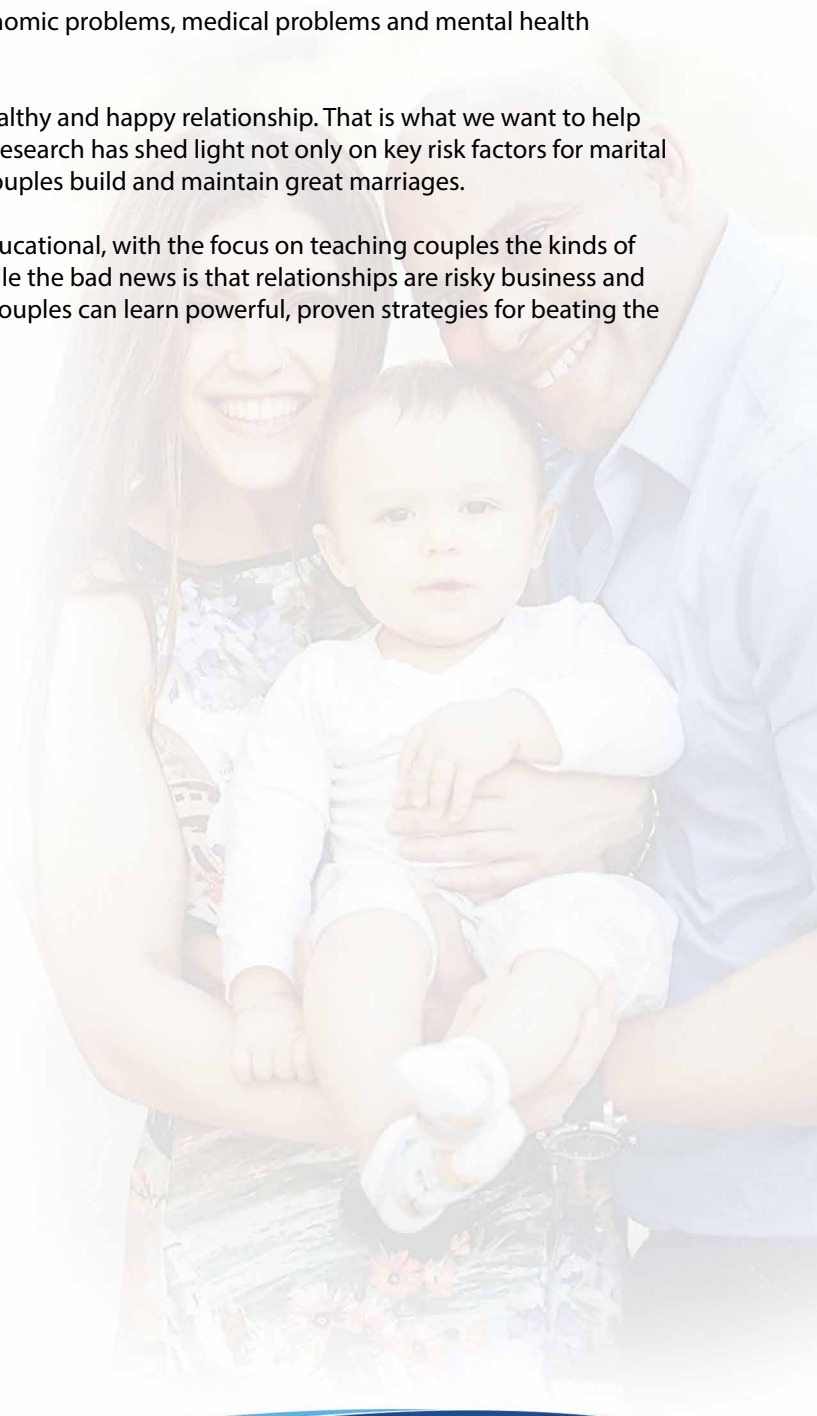 nomic problems, medical problems and mental health
althy and happy relationship. That is what we want to help
esearch has shed light not only on key risk factors for marital
ouples build and maintain great marriages.
ucational, with the focus on teaching couples the kinds of
le the bad news is that relationships are risky business and
ouples can learn powerful, proven strategies for beating the